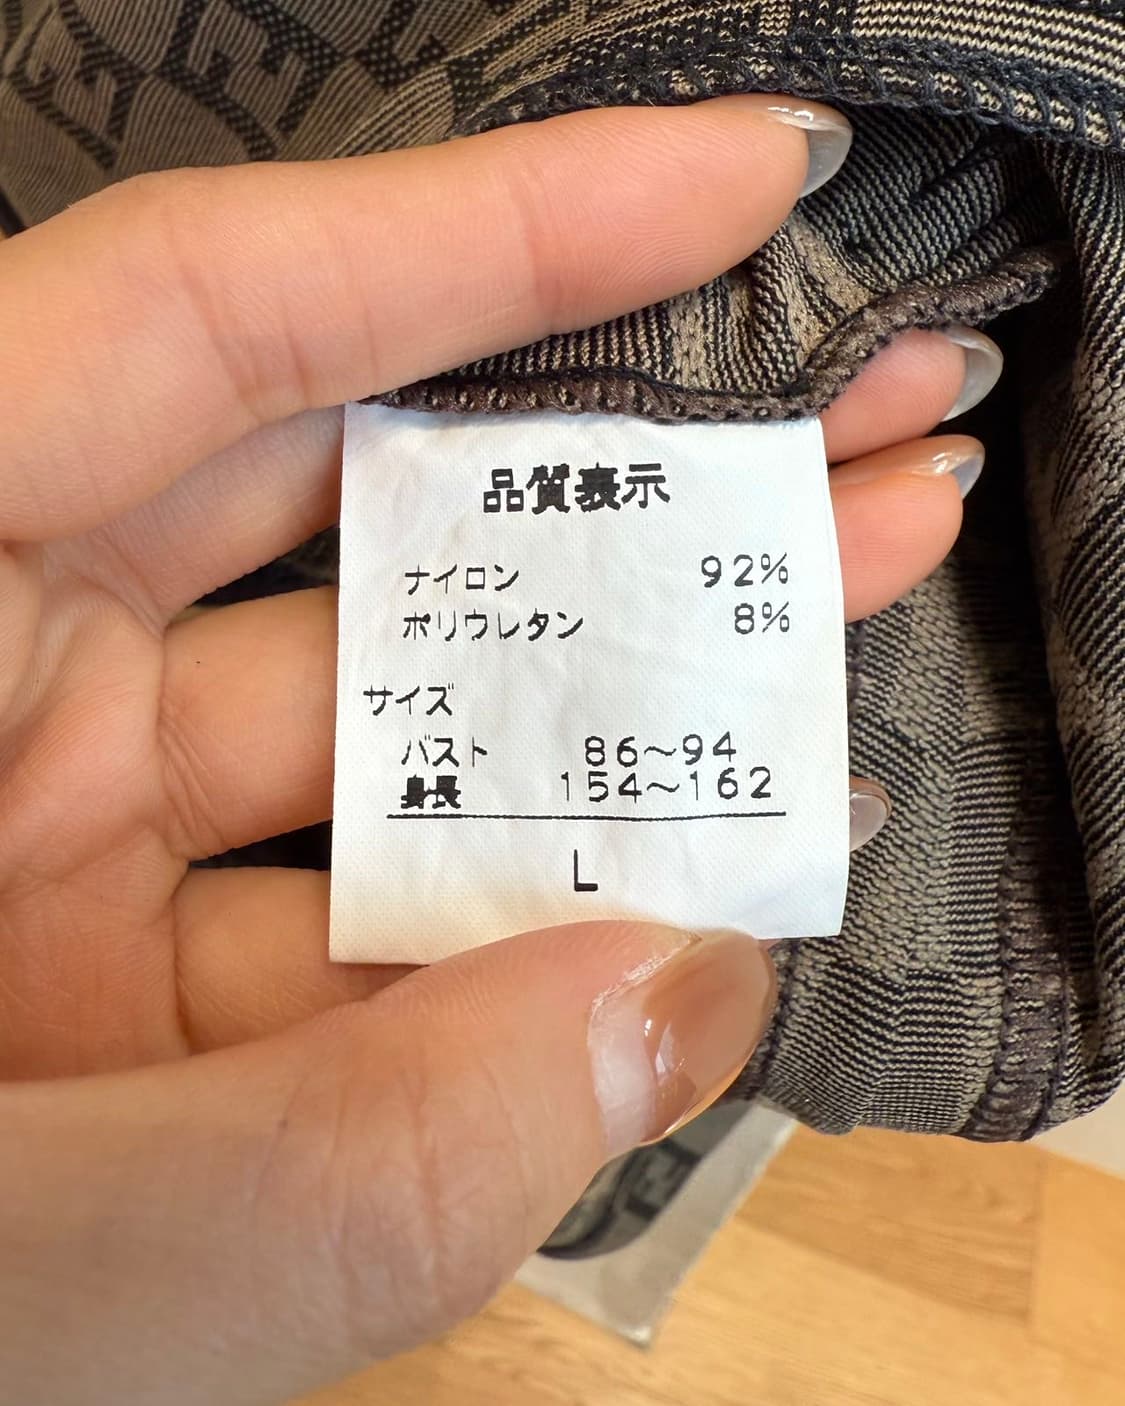 品質表示
ナイロン 92%
ポリウレタン 8%
サイズ
バスト 86〜94
身長 154〜162
L